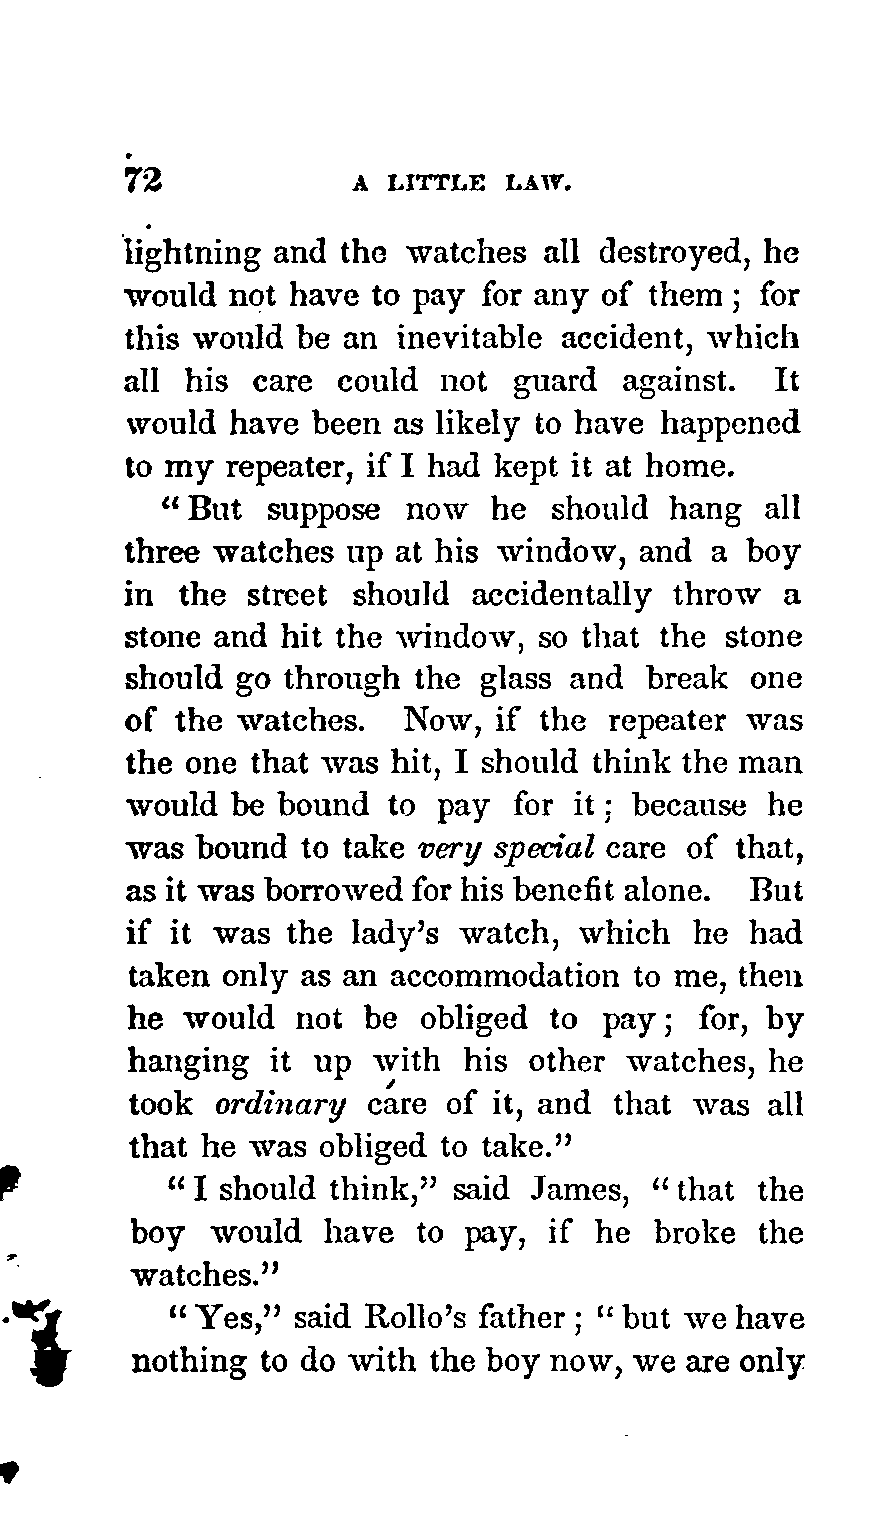 72 A LITTLE LAW.
lightning and the watches all destroyed, he
would not have to pay for any of them ; for
this would be an inevitable accident, which
all his care could not guard against. It
would have been as likely to have happened
to my repeater, if I had kept it at home.
“ But suppose now he should hang all
three watches up at his window, and a boy
in the street should accidentally throw a
stone and hit the window, so that the stone
should go through the glass and break one
of the watches. Now, if the repeater was
the one that was hit, I should think the man
would be bound to pay for it ; because he
was bound to take very special care of that,
as it was borrowed for his benefit alone. But
if it was the lady’s watch, which he had
taken only as an accommodation to me, then
he would not be obliged to pay ; for, by
hanging it up with his other watches, he
took ordinary care of it, and that was all
that he was obliged to take.”
“ I should think,” said James, “ that the
boy would have to pay, if he broke the
watches.”
“ Yes,” said Rollo’s father ; “ but we have
nothing to do with the boy now, we are only